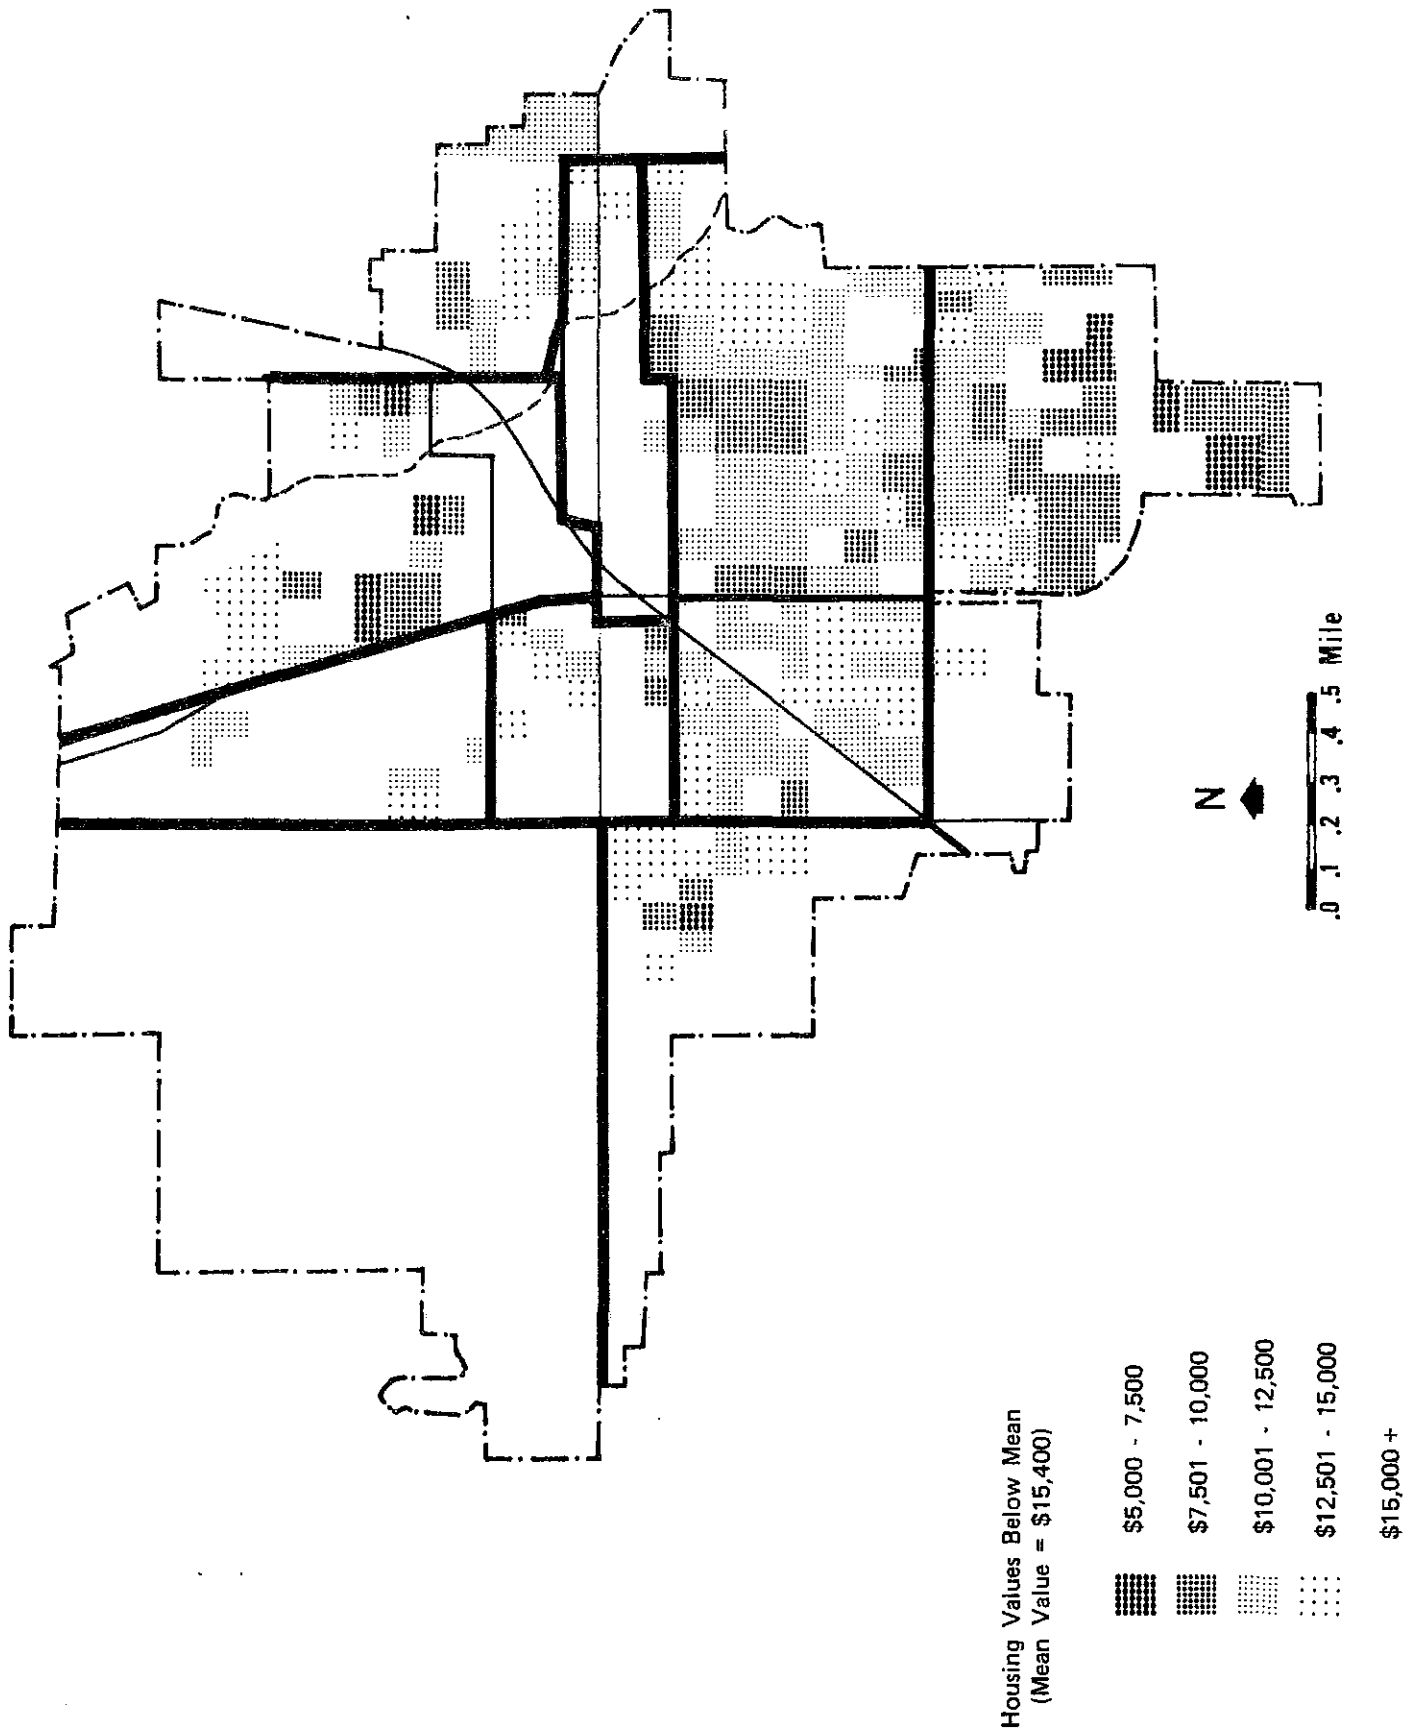 N
.0 .1 .2 .3 .4 .5 Mile
Housing Values Below Mean
(Mean Value = $15,400)
$5,000 - 7,500
$7,501 - 10,000
$10,001 - 12,500
$12,501 - 15,000
$15,000 +